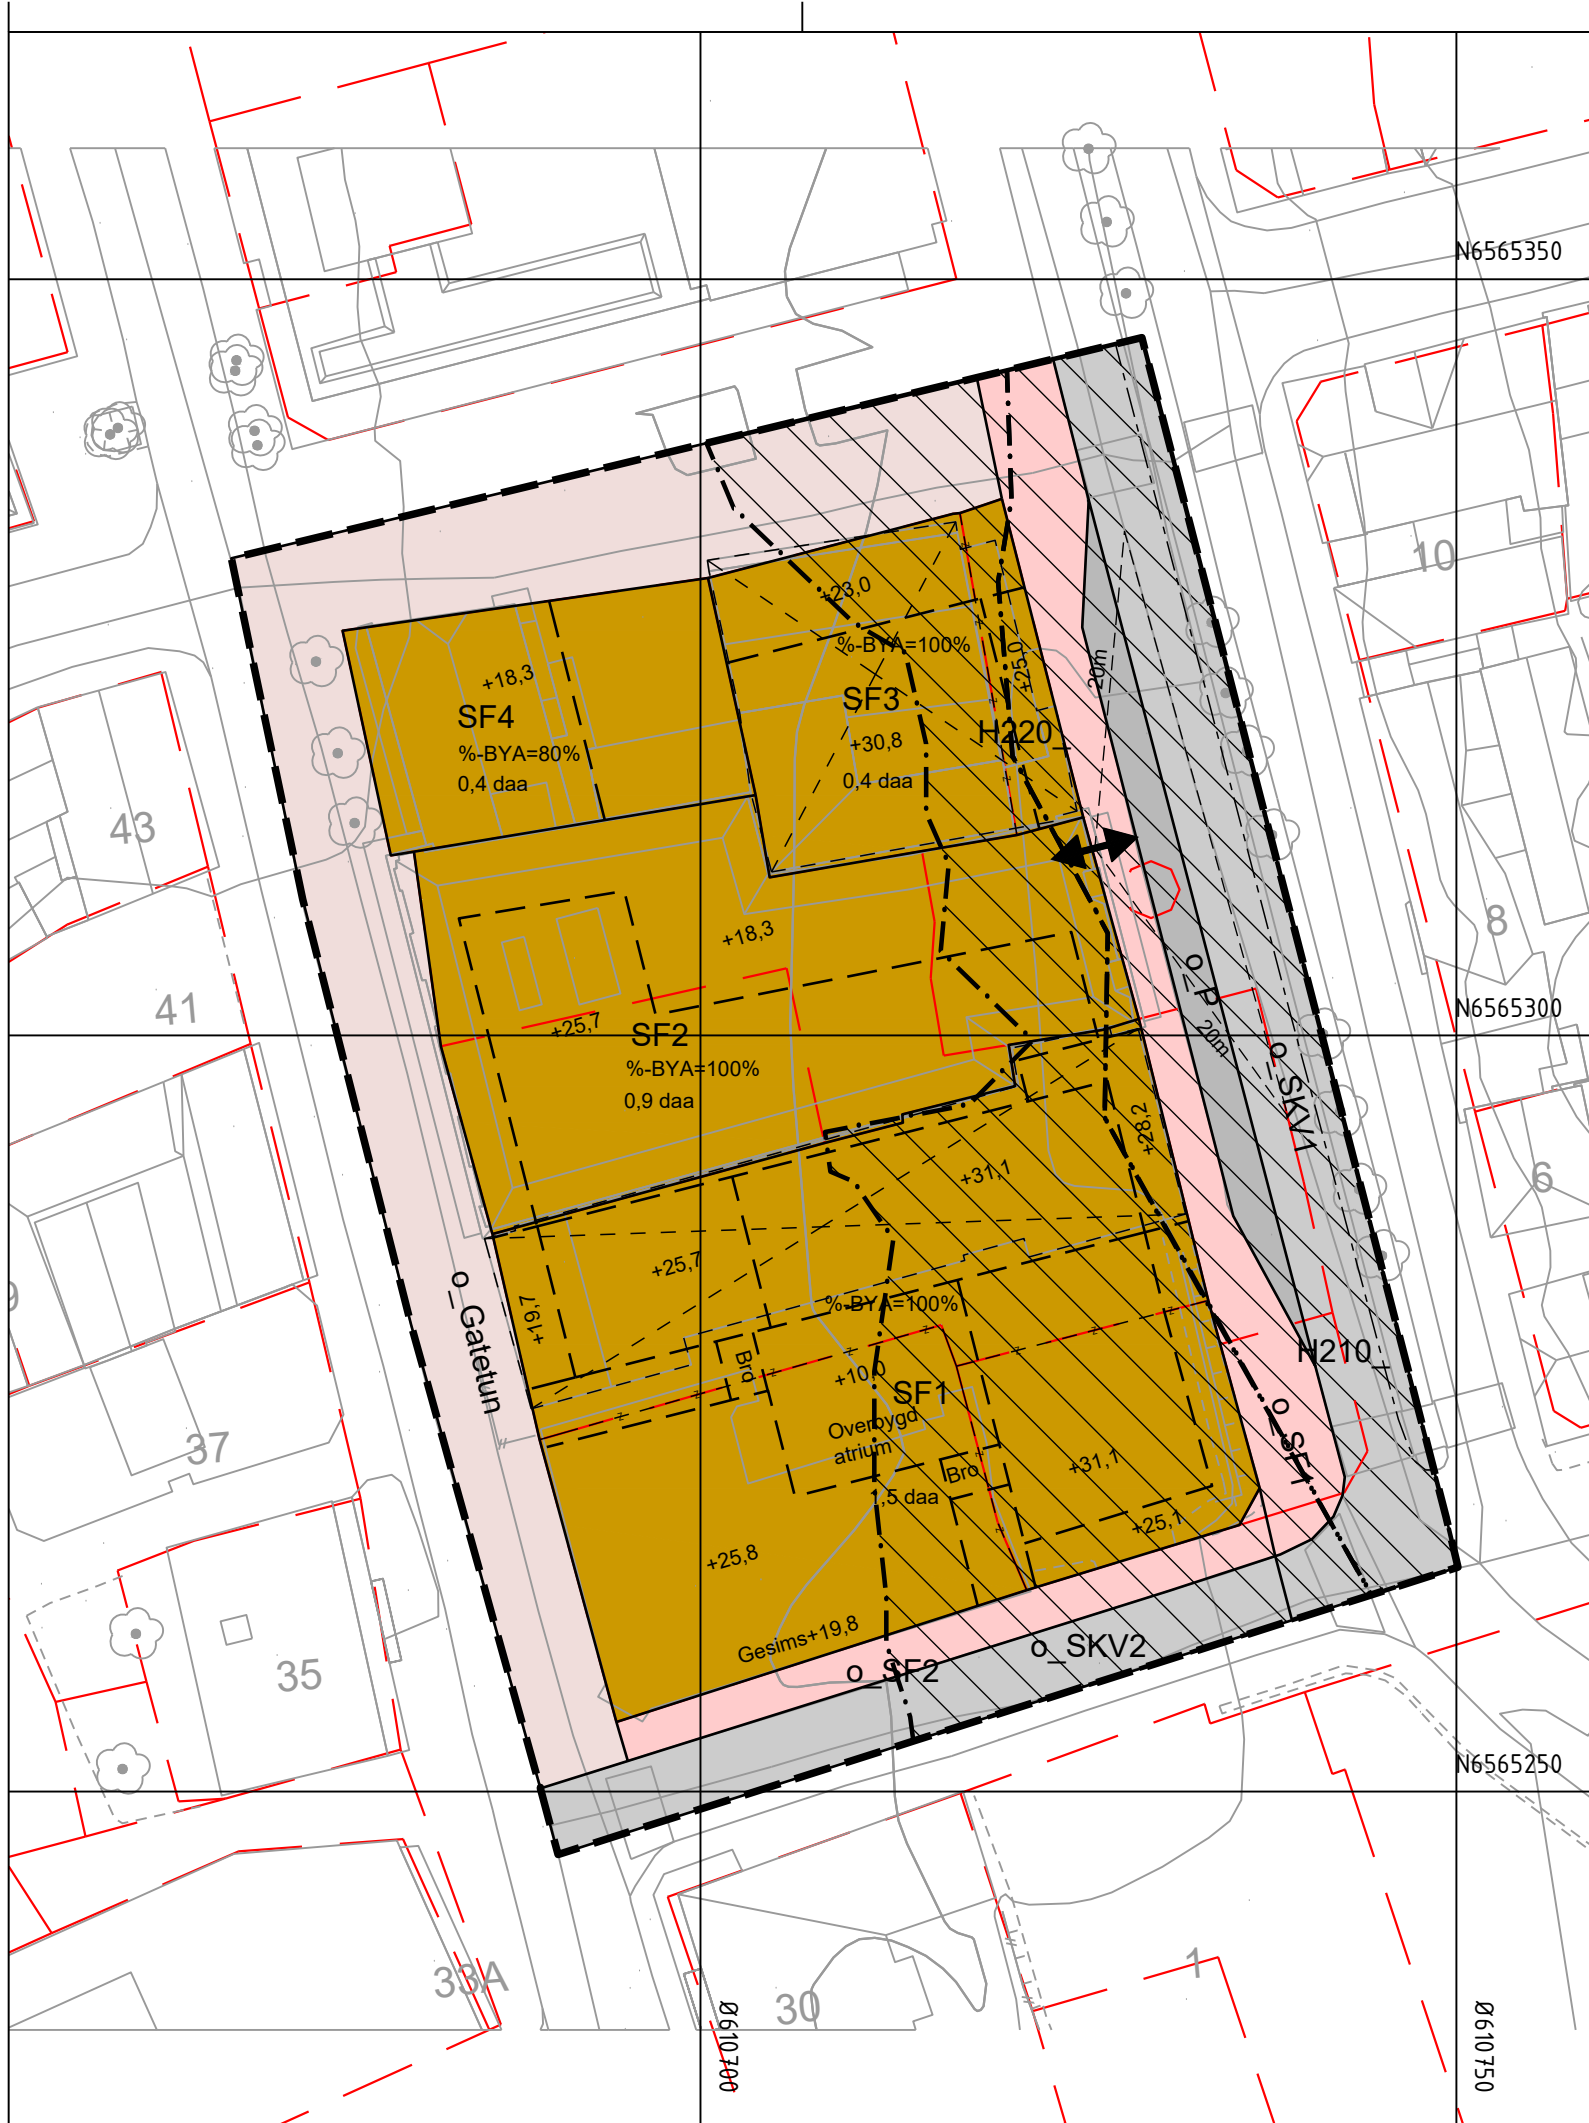 N6565350
10
+23,0
%-BYA=100%
+25,0
20m
+18,3
SF4
%-BYA=80%
0,4 daa
SF3
+30,8
0,4 daa
H220_
43
8
+18,3
41
o_P
20m
N6565300
+25,7
SF2
%-BYA=100%
0,9 daa
o_SKV1
+28,2
+31,1
6
+25,7
o_Gatetun
+19,7
%-BYA=100%
Bro
H210_
+10,0
SF1
Overbygd
atrium
o_SF1
37
Bro
+31,1
1,5 daa
+25,1
+25,8
Gesims+19,8
o_SKV2
o_SF2
35
N6565250
33A
30
1
Ø610700
Ø610750